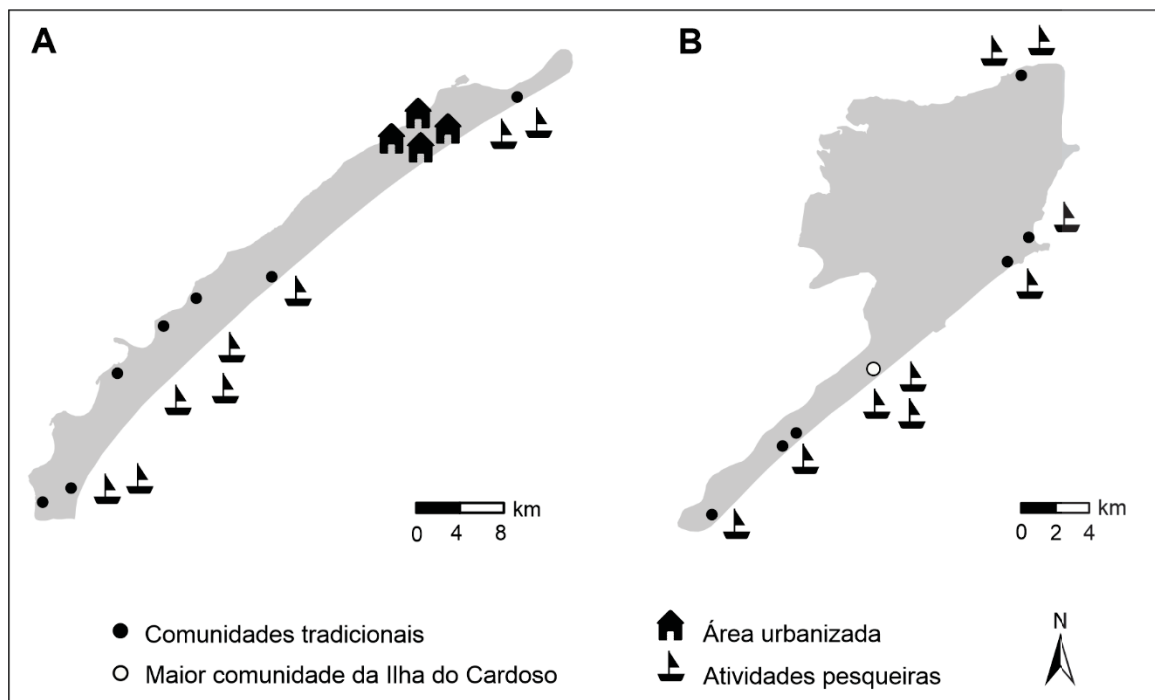 A
B
km
0 4 8
km
0 2 4
Comunidades tradicionais
Área urbanizada
N
Maior comunidade da Ilha do Cardoso
Atividades pesqueiras